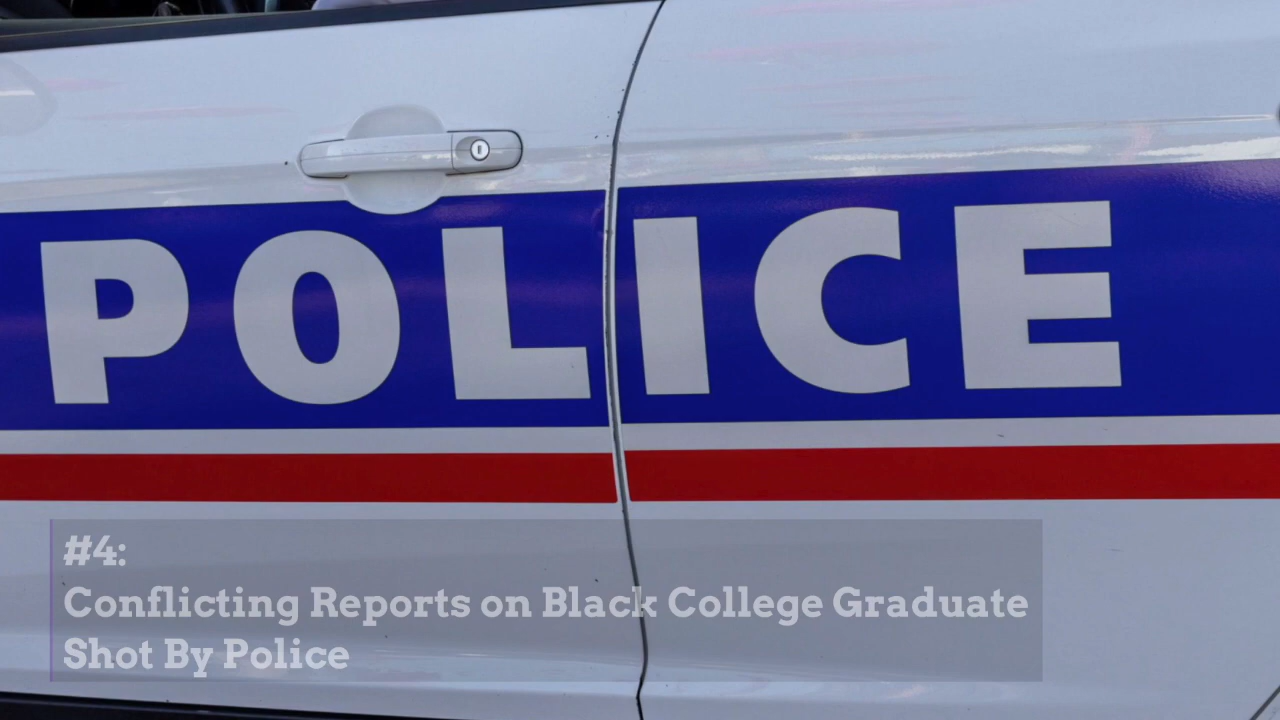 POLICE
#4:
Conflicting Reports on Black College Graduate
Shot By Police